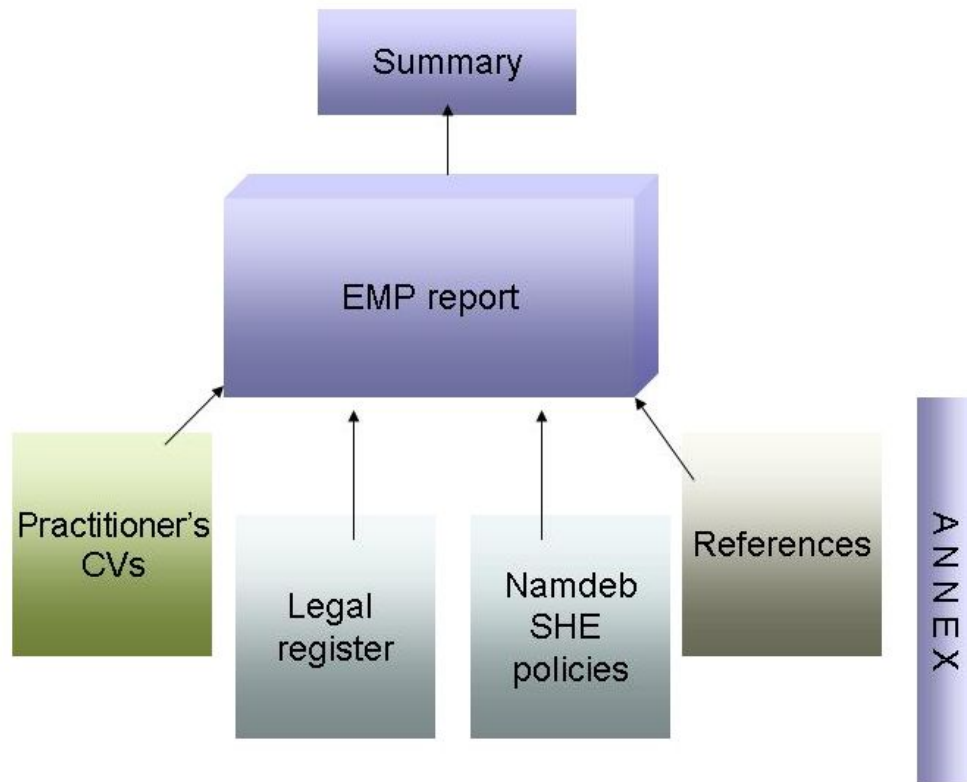 Summary
EMP report
Practitioner's
CVs
Legal
register
Namdeb
SHE
policies
References
ANNEX